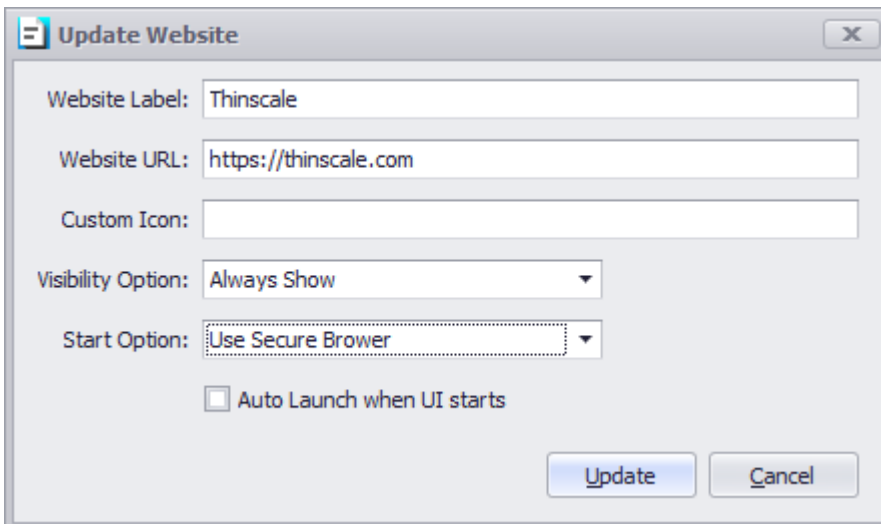 Update Website
Website Label: Thinscale
Website URL: https://thinscale.com
Custom Icon:
Visibility Option: Always Show
Start Option: Use Secure Brower
Auto Launch when UI starts
Update Cancel